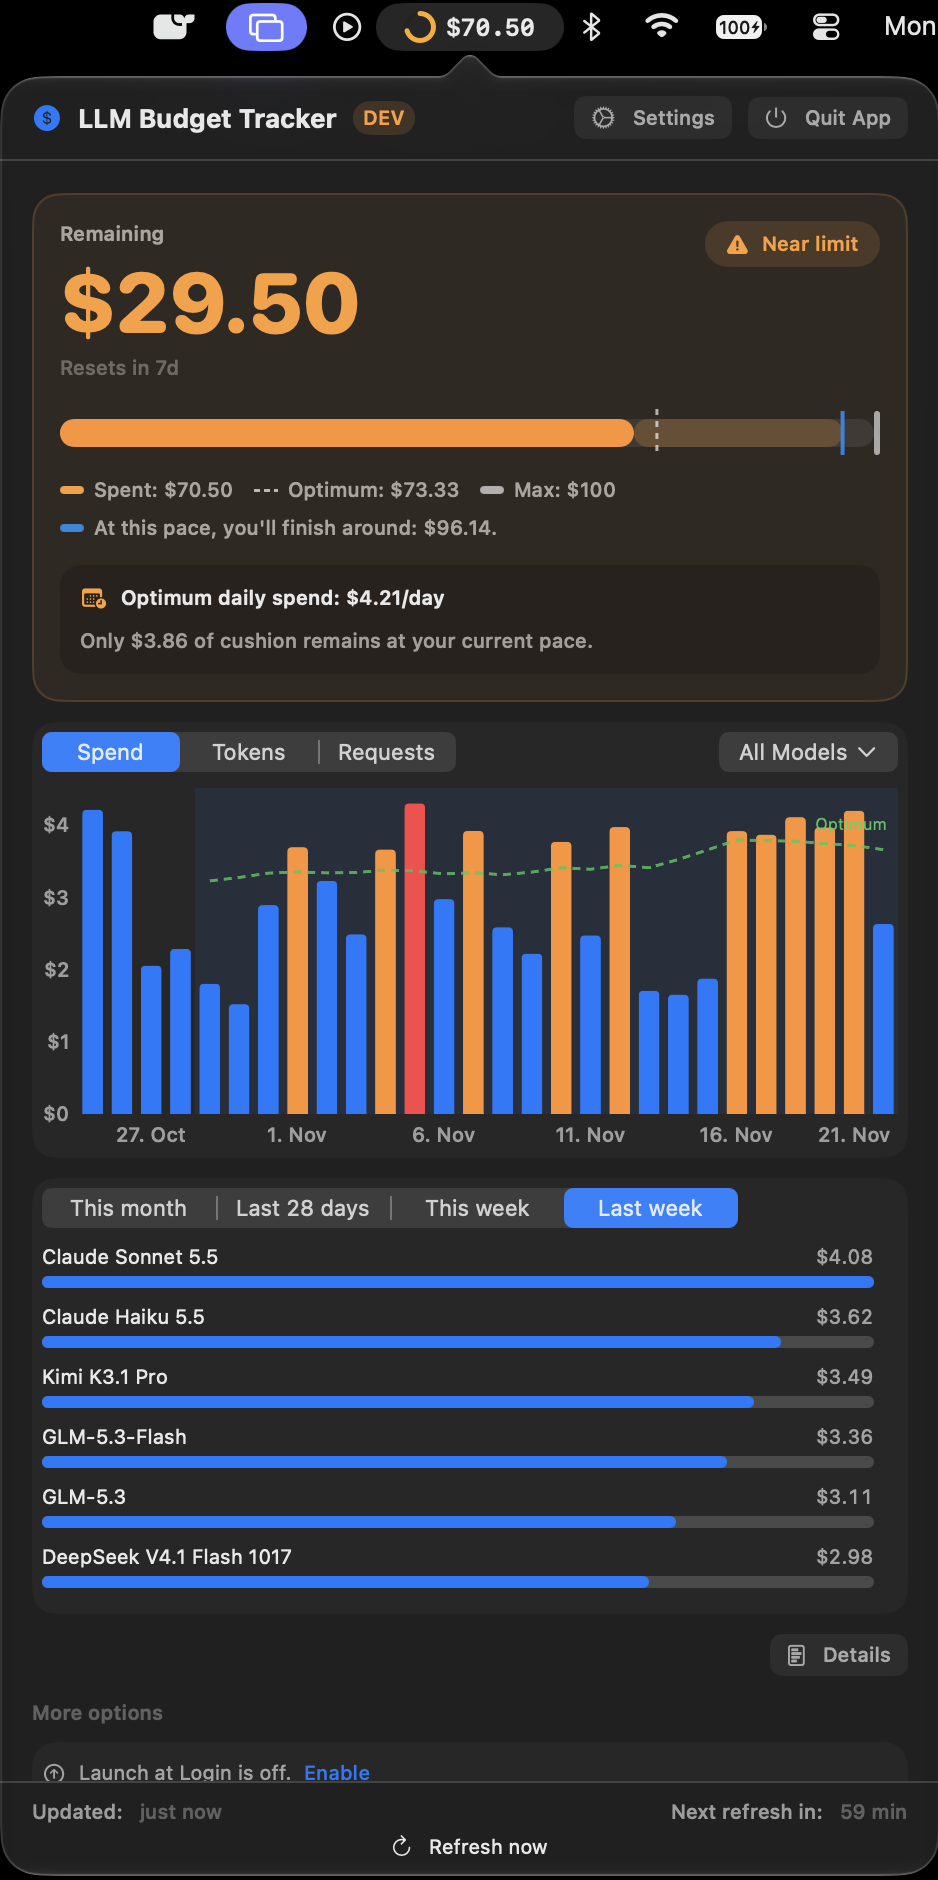 $70.50 100 Mon
$ LLM Budget Tracker DEV Settings Quit App
Remaining Near limit
$29.50
Resets in 7d
Spent: $70.50 Optimum: $73.33 Max: $100
At this pace, you'll finish around: $96.14.
Optimum daily spend: $4.21/day
Only $3.86 of cushion remains at your current pace.
Spend Tokens Requests All Models
$4 Optimum
$3
$2
$1
$0
27. Oct 1. Nov 6. Nov 11. Nov 16. Nov 21. Nov
This month Last 28 days This week Last week
Claude Sonnet 5.5 $4.08
Claude Haiku 5.5 $3.62
Kimi K3.1 Pro $3.49
GLM-5.3-Flash $3.36
GLM-5.3 $3.11
DeepSeek V4.1 Flash 1017 $2.98
Details
More options
Launch at Login is off. Enable
Updated: just now Next refresh in: 59 min
Refresh now